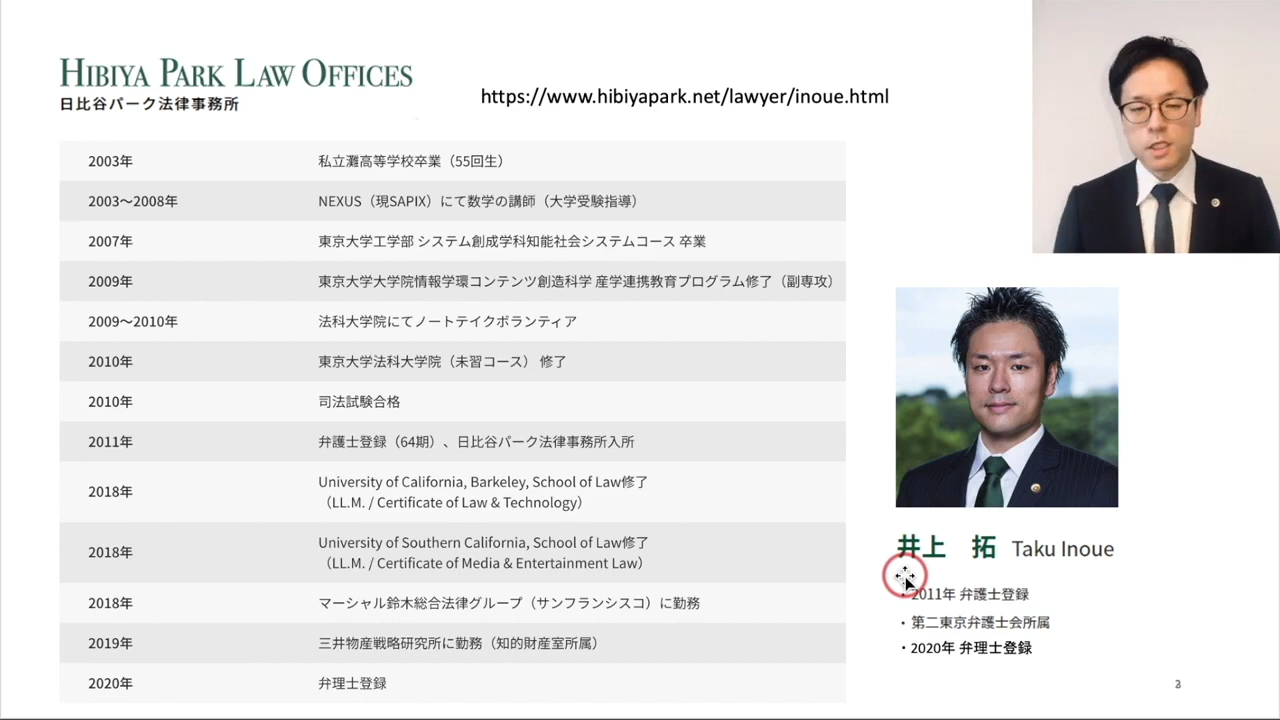 HIBIYA PARK LAW OFFICES
日比谷パーク法律事務所
https://www.hibiyapark.net/lawyer/inoue.html
2003年 私立灘高等学校卒業（55回生）
2003～2008年 NEXUS（現SAPIX）にて数学の講師（大学受験指導）
2007年 東京大学工学部 システム創成学科知能社会システムコース 卒業
2009年 東京大学大学院情報学環コンテンツ創造科学 産学連携教育プログラム修了（副専攻）
2009～2010年 法科大学院にてノートテイクボランティア
2010年 東京大学法科大学院（未習コース） 修了
2010年 司法試験合格
2011年 弁護士登録（64期）、日比谷パーク法律事務所入所
2018年 University of California, Barkeley, School of Law修了
（LL.M. / Certificate of Law & Technology）
2018年 University of Southern California, School of Law修了
（LL.M. / Certificate of Media & Entertainment Law）
2018年 マーシャル鈴木総合法律グループ（サンフランシスコ）に勤務
2019年 三井物産戦略研究所に勤務（知的財産室所属）
2020年 弁理士登録
井上 拓 Taku Inoue
・2011年 弁護士登録
・第二東京弁護士会所属
・2020年 弁理士登録